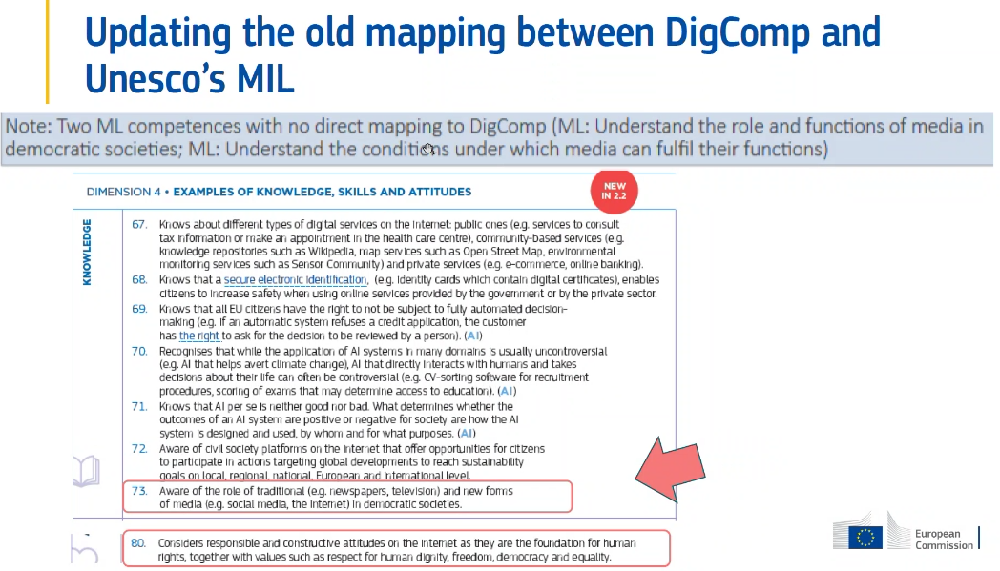 Updating the old mapping between DigComp and
Unesco's MIL
Note: Two ML competences with no direct mapping to DigComp (ML: Understand the role and functions of media in
democratic societies; ML: Understand the conditions under which media can fulfil their functions)
DIMENSION 4 • EXAMPLES OF KNOWLEDGE, SKILLS AND ATTITUDES
NEW
IN 2.2
KNOWLEDGE
67. Knows about different types of digital services on the internet: public ones (e.g. services to consult
tax information or make an appointment in the health care centre), community-based services (e.g.
knowledge repositories such as Wikipedia, map services such as Open Street Map, environmental
monitoring services such as Sensor Community) and private services (e.g. e-commerce, online banking).
68. Knows that a secure electronic identification, (e.g. identity cards which contain digital certificates), enables
citizens to increase safety when using online services provided by the government or by the private sector.
69. Knows that all EU citizens have the right to not be subject to fully automated decision-
making (e.g. if an automatic system refuses a credit application, the customer
has the right to ask for the decision to be reviewed by a person). (AI)
70. Recognises that while the application of AI systems in many domains is usually uncontroversial
(e.g. AI that helps avert climate change), AI that directly interacts with humans and takes
decisions about their life can often be controversial (e.g. CV-sorting software for recruitment
procedures, scoring of exams that may determine access to education). (AI)
71. Knows that AI per se is neither good nor bad. What determines whether the
outcomes of an AI system are positive or negative for society are how the AI
system is designed and used, by whom and for what purposes. (AI)
72. Aware of civil society platforms on the internet that offer opportunities for citizens
to participate in actions targeting global developments to reach sustainability
goals on local, regional, national, European and international level.
73. Aware of the role of traditional (e.g. newspapers, television) and new forms
of media (e.g. social media, the internet) in democratic societies.
80. Considers responsible and constructive attitudes on the internet as they are the foundation for human
rights, together with values such as respect for human dignity, freedom, democracy and equality.
European
Commission